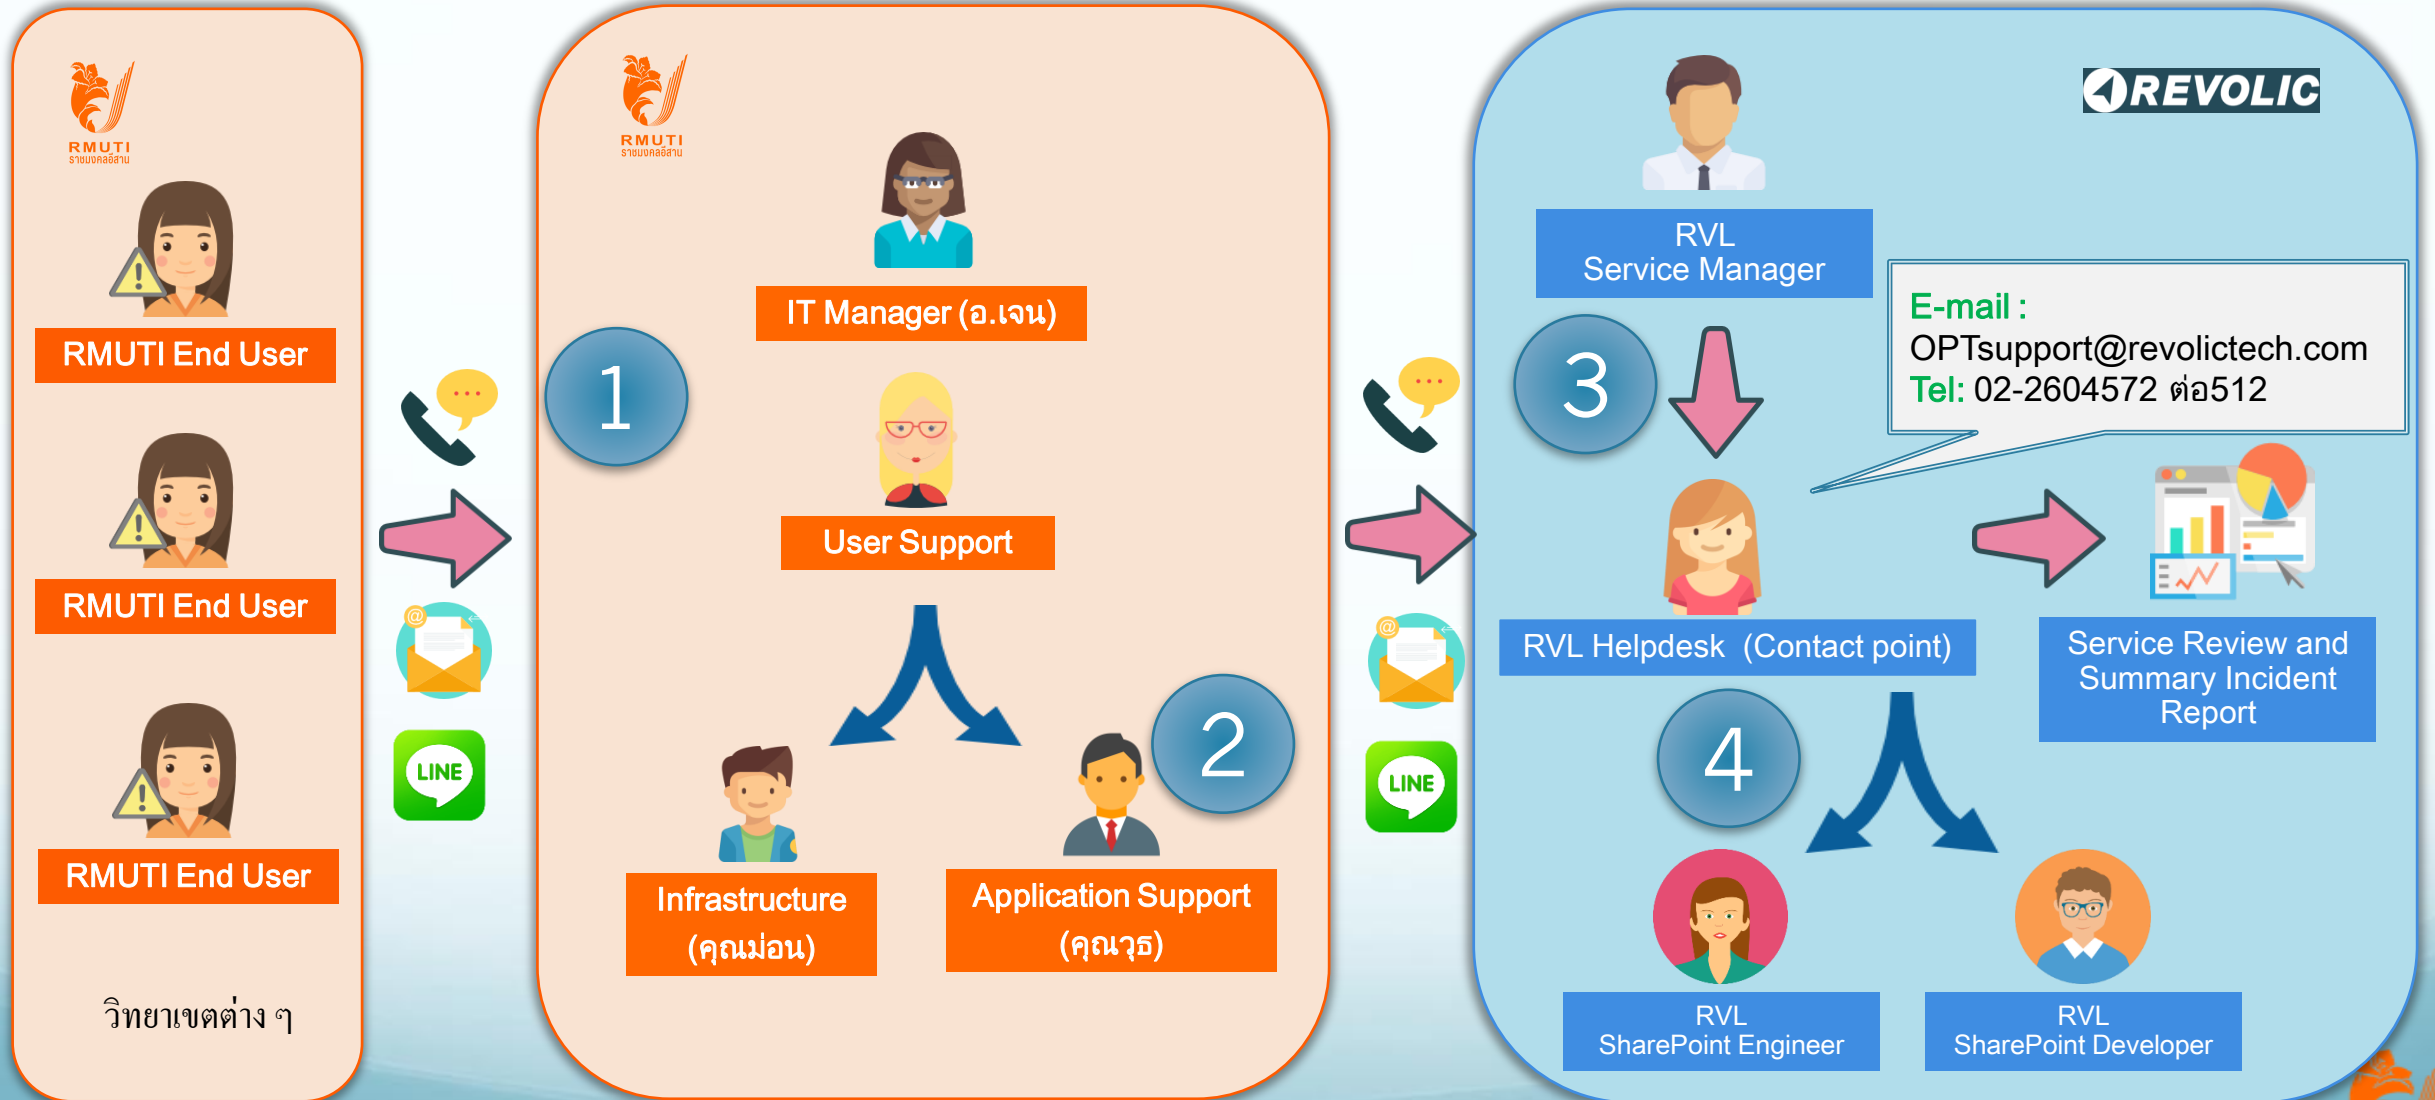 RMUTI
ราชมงคลอีสาน
RMUTI End User
RMUTI End User
RMUTI End User
วิทยาเขตต่าง ๆ
@
LINE
RMUTI
ราชมงคลอีสาน
IT Manager (อ.เจน)
1
User Support
2
Infrastructure
(คุณม่อน)
Application Support
(คุณวุธ)
@
LINE
REVOLIC
RVL
Service Manager
E-mail :
OPTsupport@revolictech.com
Tel: 02-2604572 ต่อ512
3
RVL Helpdesk (Contact point)
Service Review and
Summary Incident
Report
4
RVL
SharePoint Engineer
RVL
SharePoint Developer